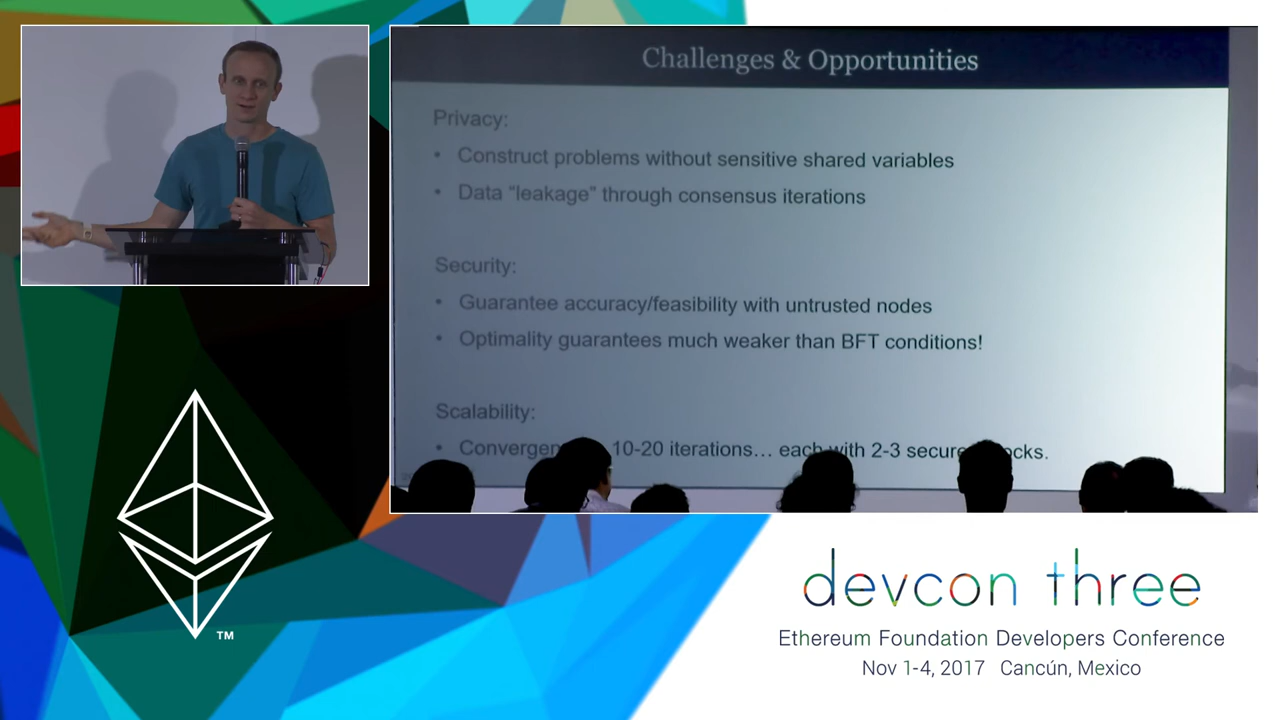 Challenges & Opportunities
Privacy:
• Construct problems without sensitive shared variables
• Data “leakage” through consensus iterations
Security:
• Guarantee accuracy/feasibility with untrusted nodes
• Optimality guarantees much weaker than BFT conditions!
Scalability:
• 10-20 iterations… each with 2-3 secure
TM
devcon three
Ethereum Foundation Developers Conference
Nov 1-4, 2017 Cancún, Mexico